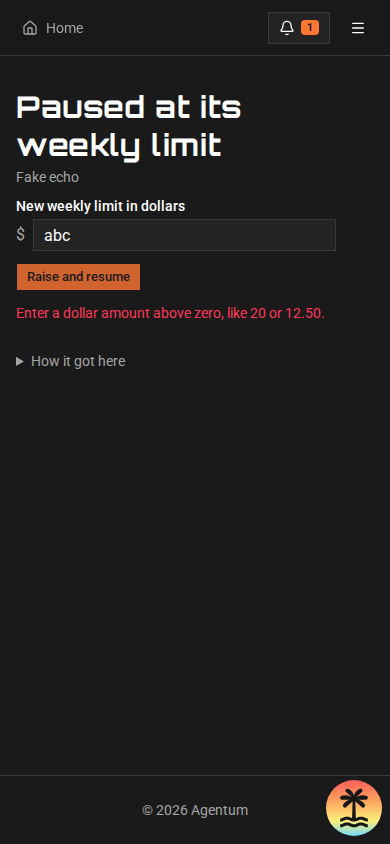 Home
1
Paused at its
weekly limit
Fake echo
New weekly limit in dollars
$ abc
Raise and resume
Enter a dollar amount above zero, like 20 or 12.50.
How it got here
© 2026 Agentum